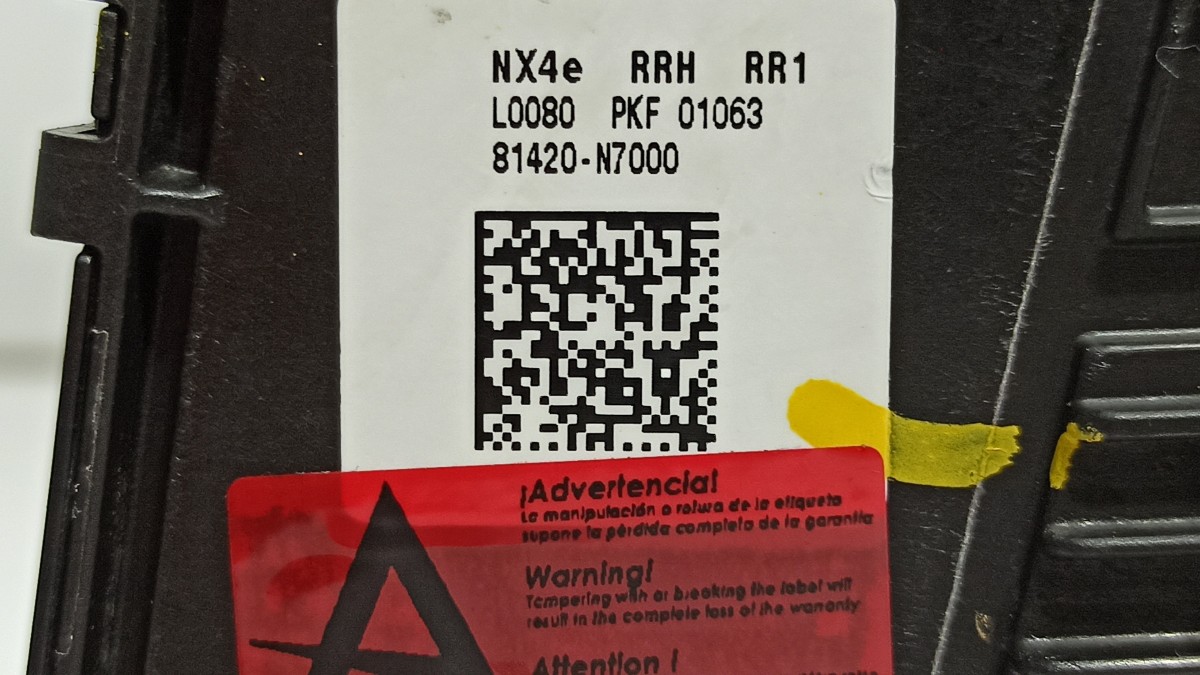 NX4e RRH RR1
L0080 PKF 01063
81420-N7000
¡Advertencia!
La manipulación o rotura de la etiqueta
supone la pérdida completa de la garantía
Warning!
Tampering with or breaking the label will
result in the complete loss of the warranty
Attention !